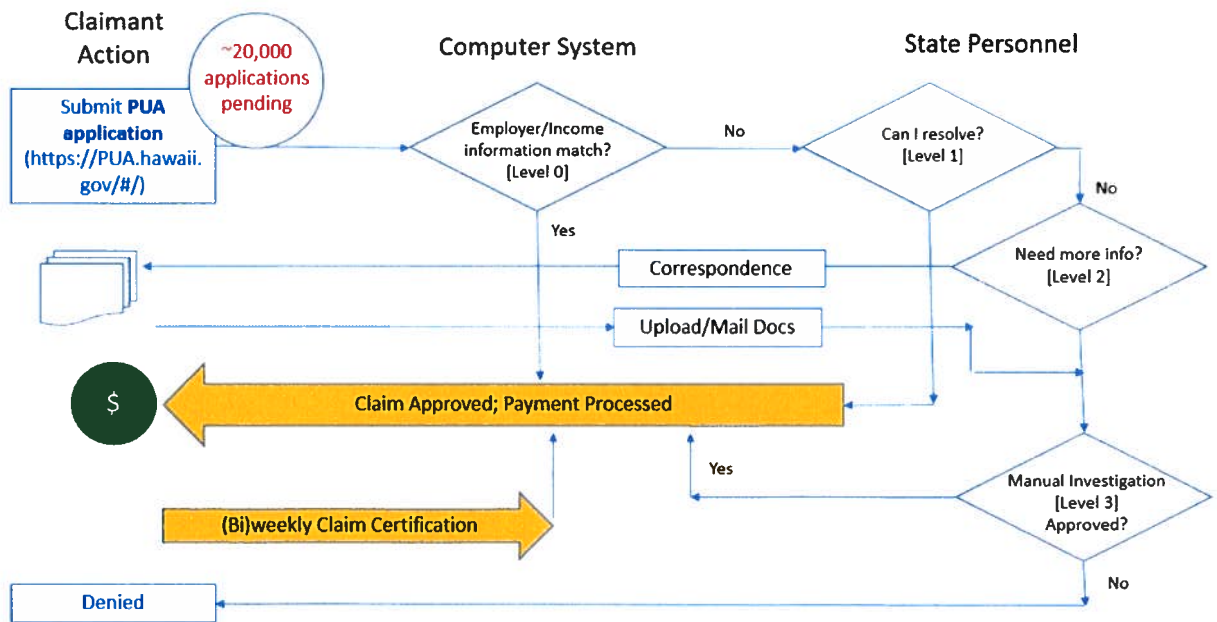 Claimant
Action
Computer System
State Personnel
~20,000
applications
pending
Submit PUA
application
(https://PUA.hawaii.
gov/#/)
Employer/Income
information match?
[Level 0]
No
Can I resolve?
[Level 1]
No
Yes
Correspondence
Need more info?
[Level 2]
Upload/Mail Docs
$
Claim Approved; Payment Processed
Yes
Manual Investigation
[Level 3]
Approved?
(Bi)weekly Claim Certification
No
Denied